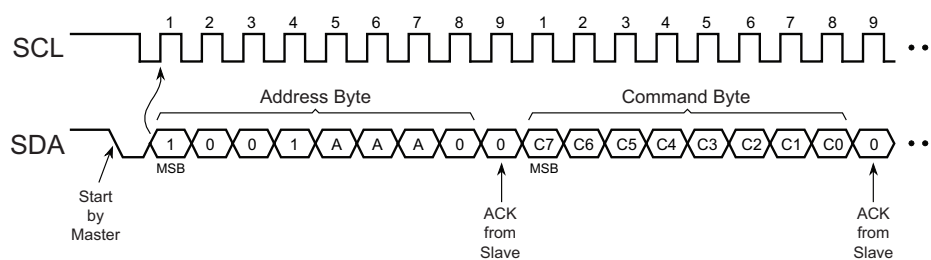 1 2 3 4 5 6 7 8 9 1 2 3 4 5 6 7 8 9
SCL
Address Byte Command Byte
SDA 1 0 0 1 A A A 0 0 C7 C6 C5 C4 C3 C2 C1 C0 0
MSB MSB
Start
by
Master
ACK
from
Slave
ACK
from
Slave